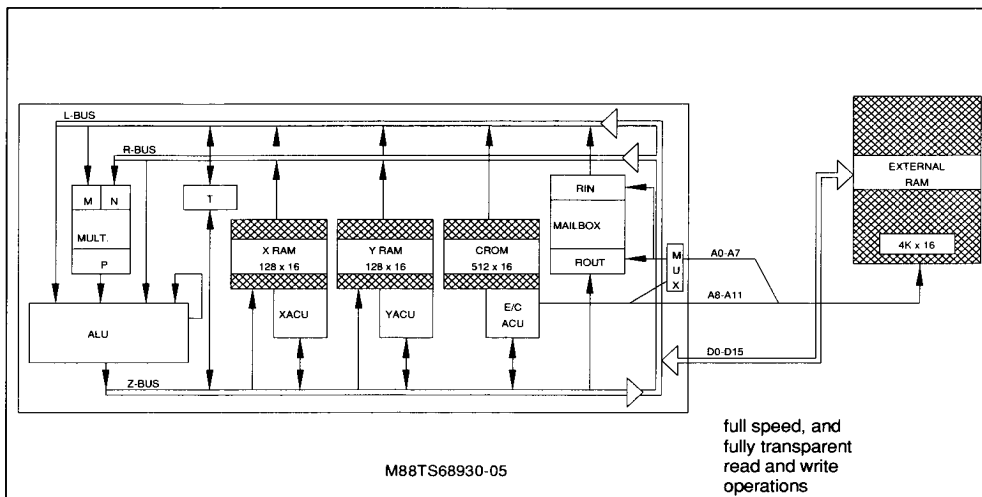 L-BUS
R-BUS
M N
MULT.
P
T
ALU
X RAM
128 x 16
XACU
Y RAM
128 x 16
YACU
CROM
512 x 16
E/C
ACU
RIN
MAILBOX
ROUT
M
U
X
A0-A7
A8-A11
D0-D15
Z-BUS
EXTERNAL
RAM
4K x 16
full speed, and
fully transparent
read and write
operations
M88TS68930-05